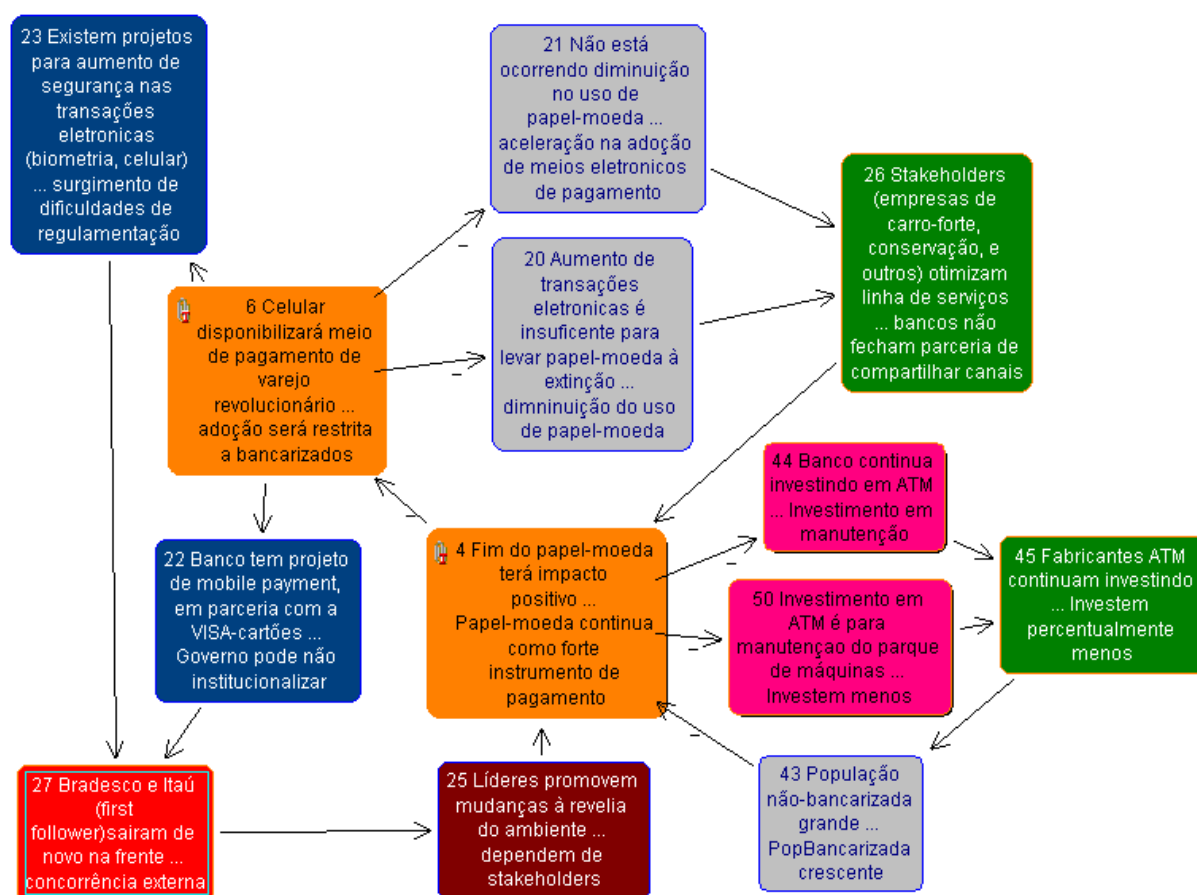 23 Existem projetos
para aumento de
segurança nas
transações
eletronicas
(biometria, celular)
... surgimento de
dificuldades de
regulamentação
21 Não está
ocorrendo diminuição
no uso de
papel-moeda ...
aceleração na adoção
de meios eletronicos
de pagamento
26 Stakeholders
(empresas de
carro-forte,
conservação, e
outros) otimizam
linha de serviços
... bancos não
fecham parceria de
compartilhar canais
20 Aumento de
transações
eletronicas é
insuficente para
levar papel-moeda à
extinção ...
dimninuição do uso
de papel-moeda
6 Celular
disponibilizará meio
de pagamento de
varejo
revolucionário ...
adoção será restrita
a bancarizados
44 Banco continua
investindo em ATM
... Investimento em
manutenção
4 Fim do papel-moeda
terá impacto
positivo ...
Papel-moeda continua
como forte
instrumento de
pagamento
22 Banco tem projeto
de mobile payment,
em parceria com a
VISA-cartões ...
Governo pode não
institucionalizar
45 Fabricantes ATM
continuam investindo
... Investem
percentualmente
menos
50 Investimento em
ATM é para
manutençao do parque
de máquinas ...
Investem menos
27 Bradesco e Itaú
(first
follower)sairam de
novo na frente ...
concorrência externa
25 Líderes promovem
mudanças à revelia
do ambiente ...
dependem de
stakeholders
43 População
não-bancarizada
grande ...
PopBancarizada
crescente